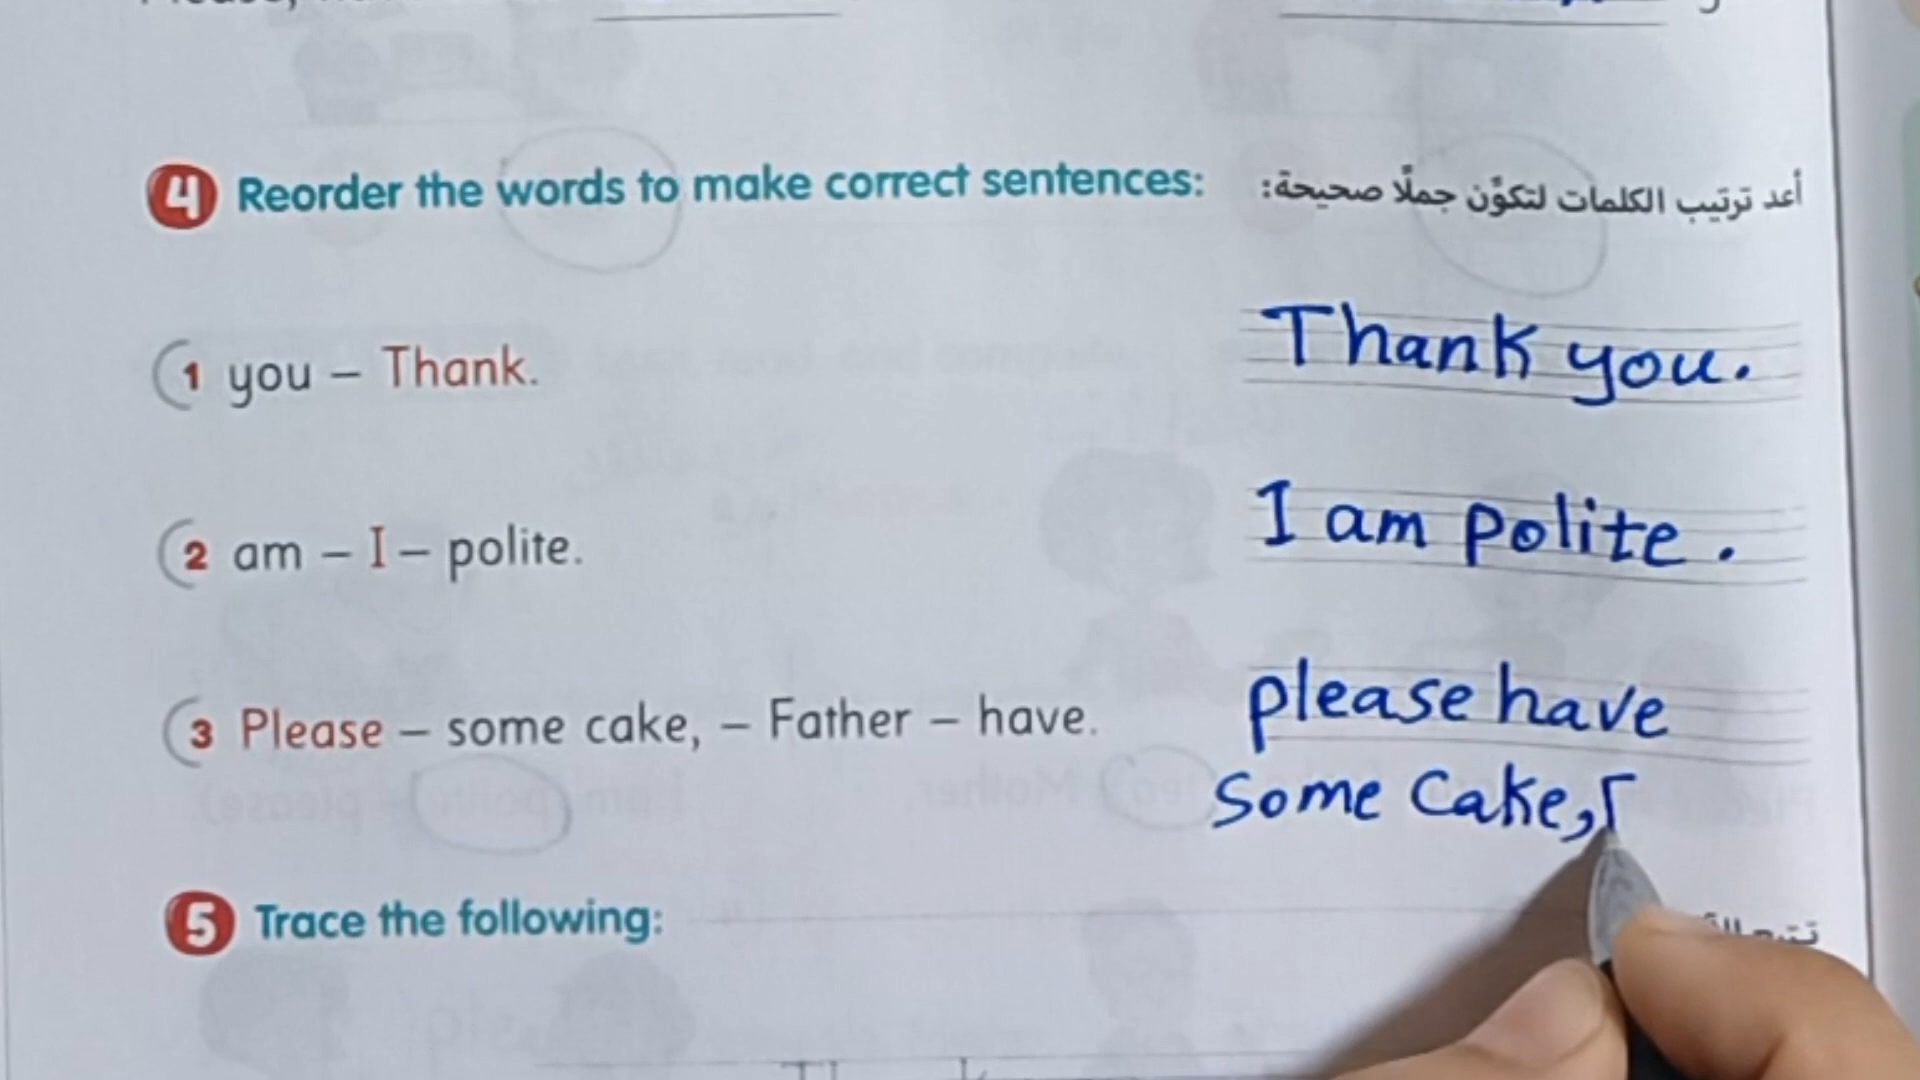 4 Reorder the words to make correct sentences: أعد ترتيب الكلمات لتكوّن جملًا صحيحة:
1 you – Thank. Thank you.
2 am – I – polite. I am polite.
3 Please – some cake, – Father – have. please have
some cake,
5 Trace the following: